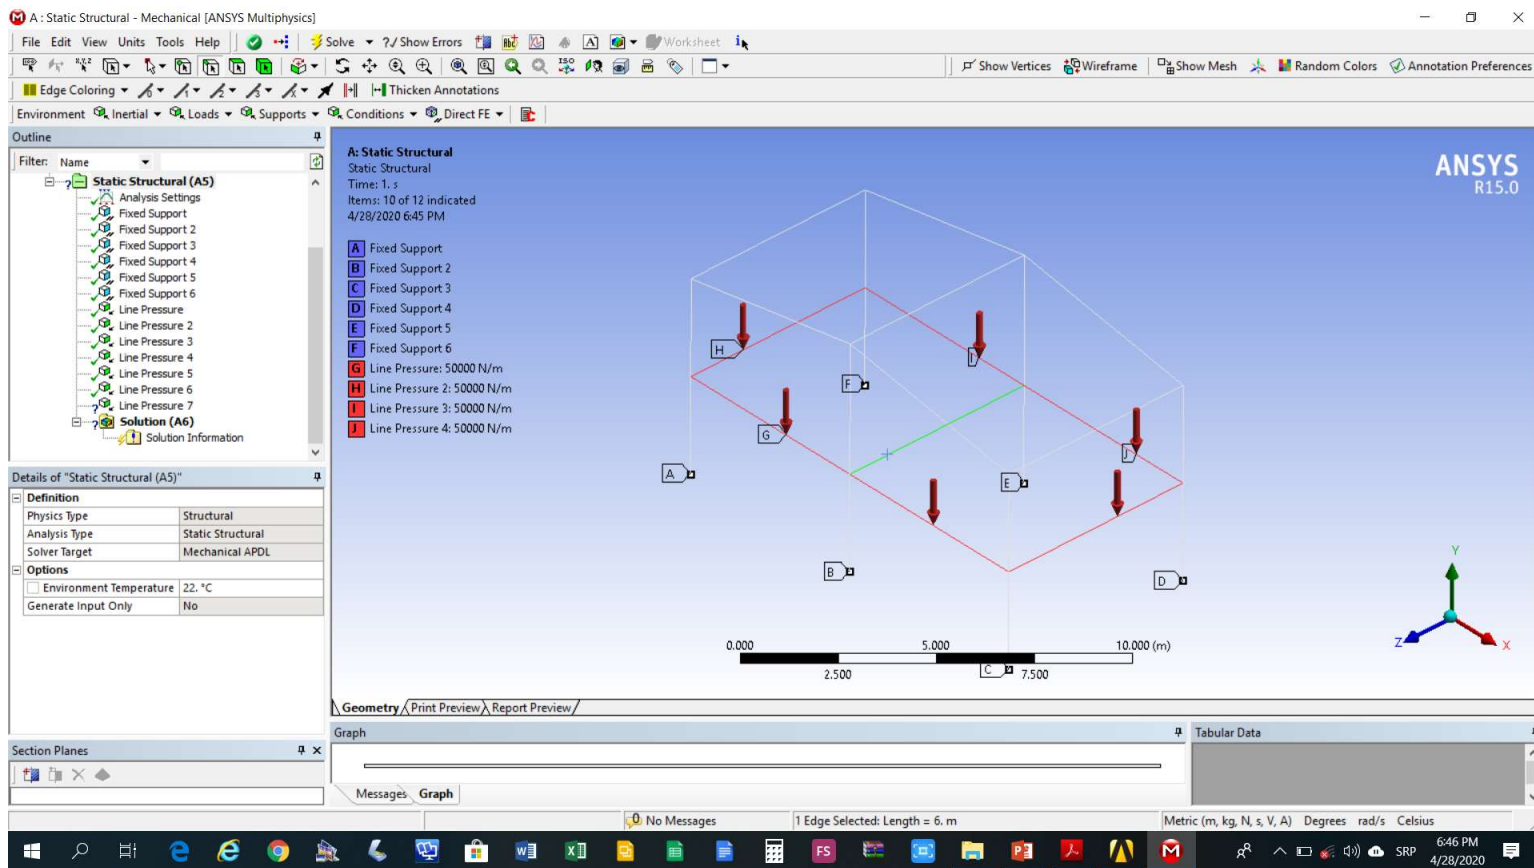 A : Static Structural - Mechanical [ANSYS Multiphysics]
File Edit View Units Tools Help Solve ?/ Show Errors Worksheet
Show Vertices Wireframe Show Mesh Random Colors Annotation Preferences
Edge Coloring Thicken Annotations
Environment Inertial Loads Supports Conditions Direct FE
Outline
Filter: Name
Static Structural (A5)
Analysis Settings
Fixed Support
Fixed Support 2
Fixed Support 3
Fixed Support 4
Fixed Support 5
Fixed Support 6
Line Pressure
Line Pressure 2
Line Pressure 3
Line Pressure 4
Line Pressure 5
Line Pressure 6
Line Pressure 7
Solution (A6)
Solution Information
Details of "Static Structural (A5)"
Definition
Physics Type Structural
Analysis Type Static Structural
Solver Target Mechanical APDL
Options
Environment Temperature 22. °C
Generate Input Only No
Section Planes
A: Static Structural
Static Structural
Time: 1. s
Items: 10 of 12 indicated
4/28/2020 6:45 PM
A Fixed Support
B Fixed Support 2
C Fixed Support 3
D Fixed Support 4
E Fixed Support 5
F Fixed Support 6
G Line Pressure: 50000 N/m
H Line Pressure 2: 50000 N/m
I Line Pressure 3: 50000 N/m
J Line Pressure 4: 50000 N/m
ANSYS
R15.0
H
I
F
G
J
A
E
B
D
C
0.000 5.000 10.000 (m)
2.500 7.500
Y
Z
X
Geometry Print Preview Report Preview
Graph
Tabular Data
Messages Graph
No Messages
1 Edge Selected: Length = 6. m
Metric (m, kg, N, s, V, A) Degrees rad/s Celsius
FS
SRP
6:46 PM
4/28/2020